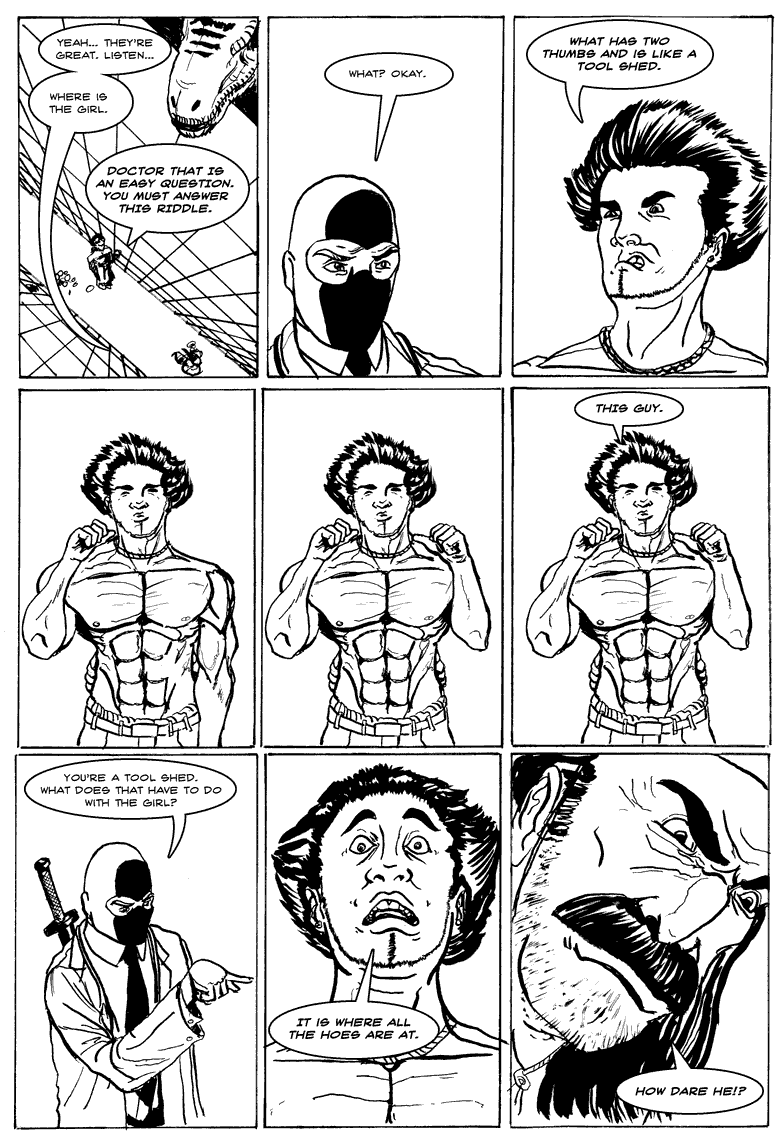 YEAH... THEY'RE
GREAT. LISTEN...
WHERE IS
THE GIRL.
DOCTOR THAT IS
AN EASY QUESTION.
YOU MUST ANSWER
THIS RIDDLE.
WHAT? OKAY.
WHAT HAS TWO
THUMBS AND IS LIKE A
TOOL SHED.
THIS GUY.
YOU'RE A TOOL SHED.
WHAT DOES THAT HAVE TO DO
WITH THE GIRL?
IT IS WHERE ALL
THE HOES ARE AT.
HOW DARE HE!?